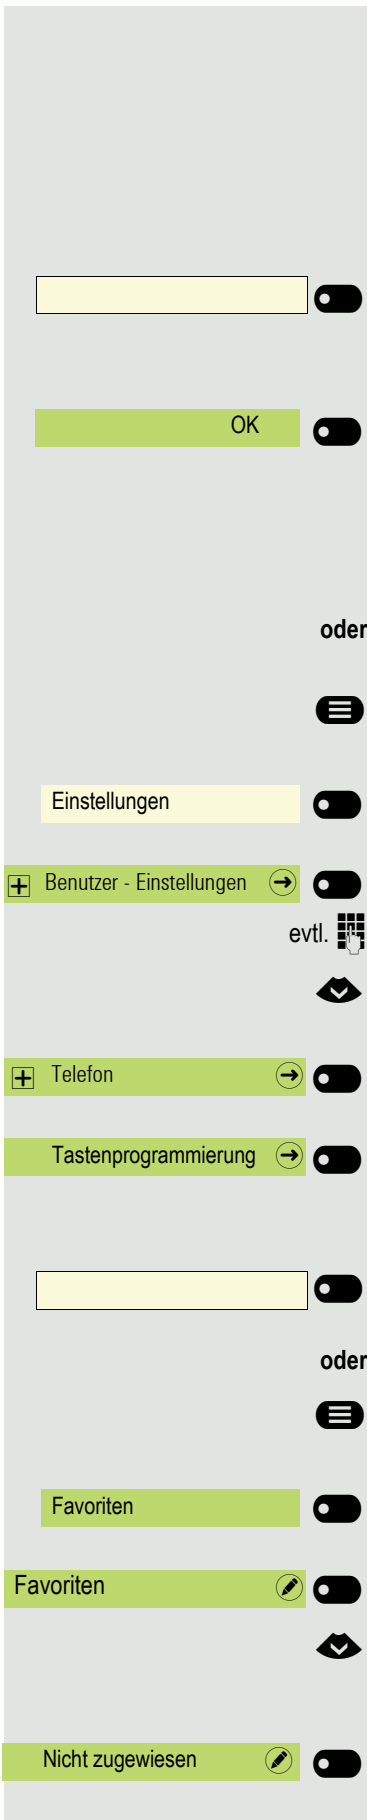 OK
oder
Einstellungen
Benutzer - Einstellungen
evtl.
Telefon
Tastenprogrammierung
oder
Favoriten
Favoriten
Nicht zugewiesen